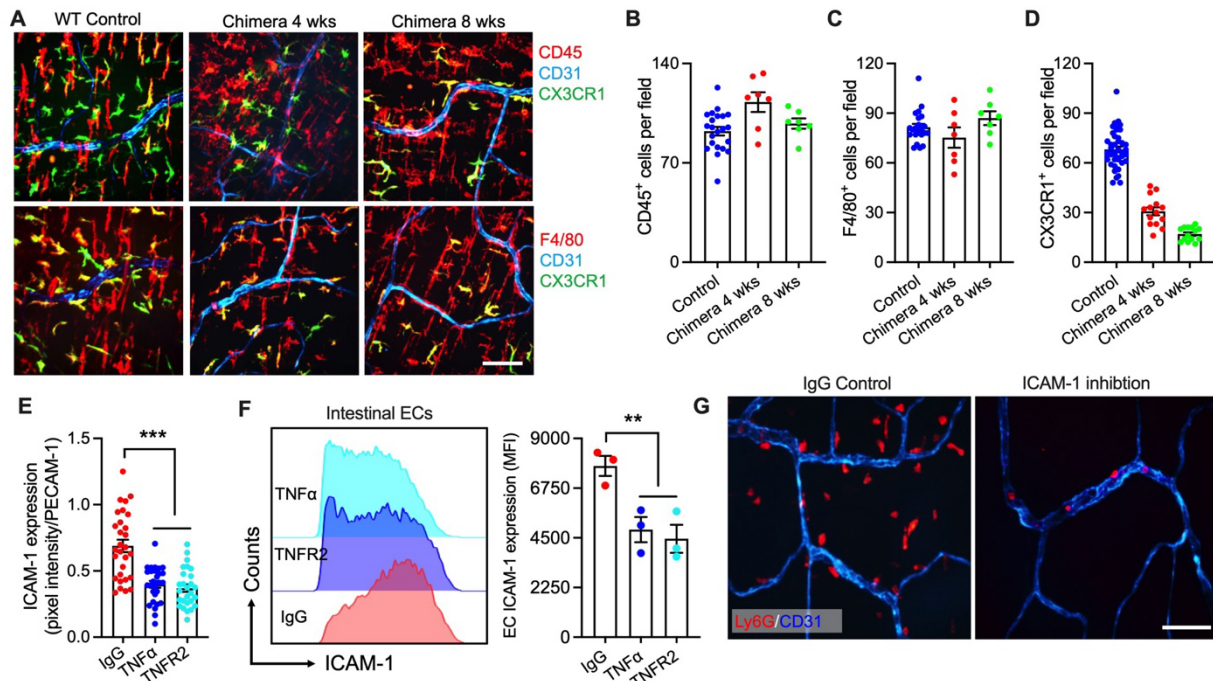 A
WT Control
Chimera 4 wks
Chimera 8 wks
CD45
CD31
CX3CR1
F4/80
CD31
CX3CR1
B
CD45+ cells per field
140
70
0
Control
Chimera 4 wks
Chimera 8 wks
C
F4/80+ cells per field
120
90
60
30
0
Control
Chimera 4 wks
Chimera 8 wks
D
CX3CR1+ cells per field
120
90
60
30
0
Control
Chimera 4 wks
Chimera 8 wks
E
ICAM-1 expression
(pixel intensity/PECAM-1)
1.5
1.0
0.5
0.0
***
IgG
TNFα
TNFR2
F
Intestinal ECs
TNFα
TNFR2
IgG
Counts
ICAM-1
EC ICAM-1 expression (MFI)
9000
6750
4500
2250
0
**
IgG
TNFα
TNFR2
G
IgG Control
ICAM-1 inhibtion
Ly6G/CD31